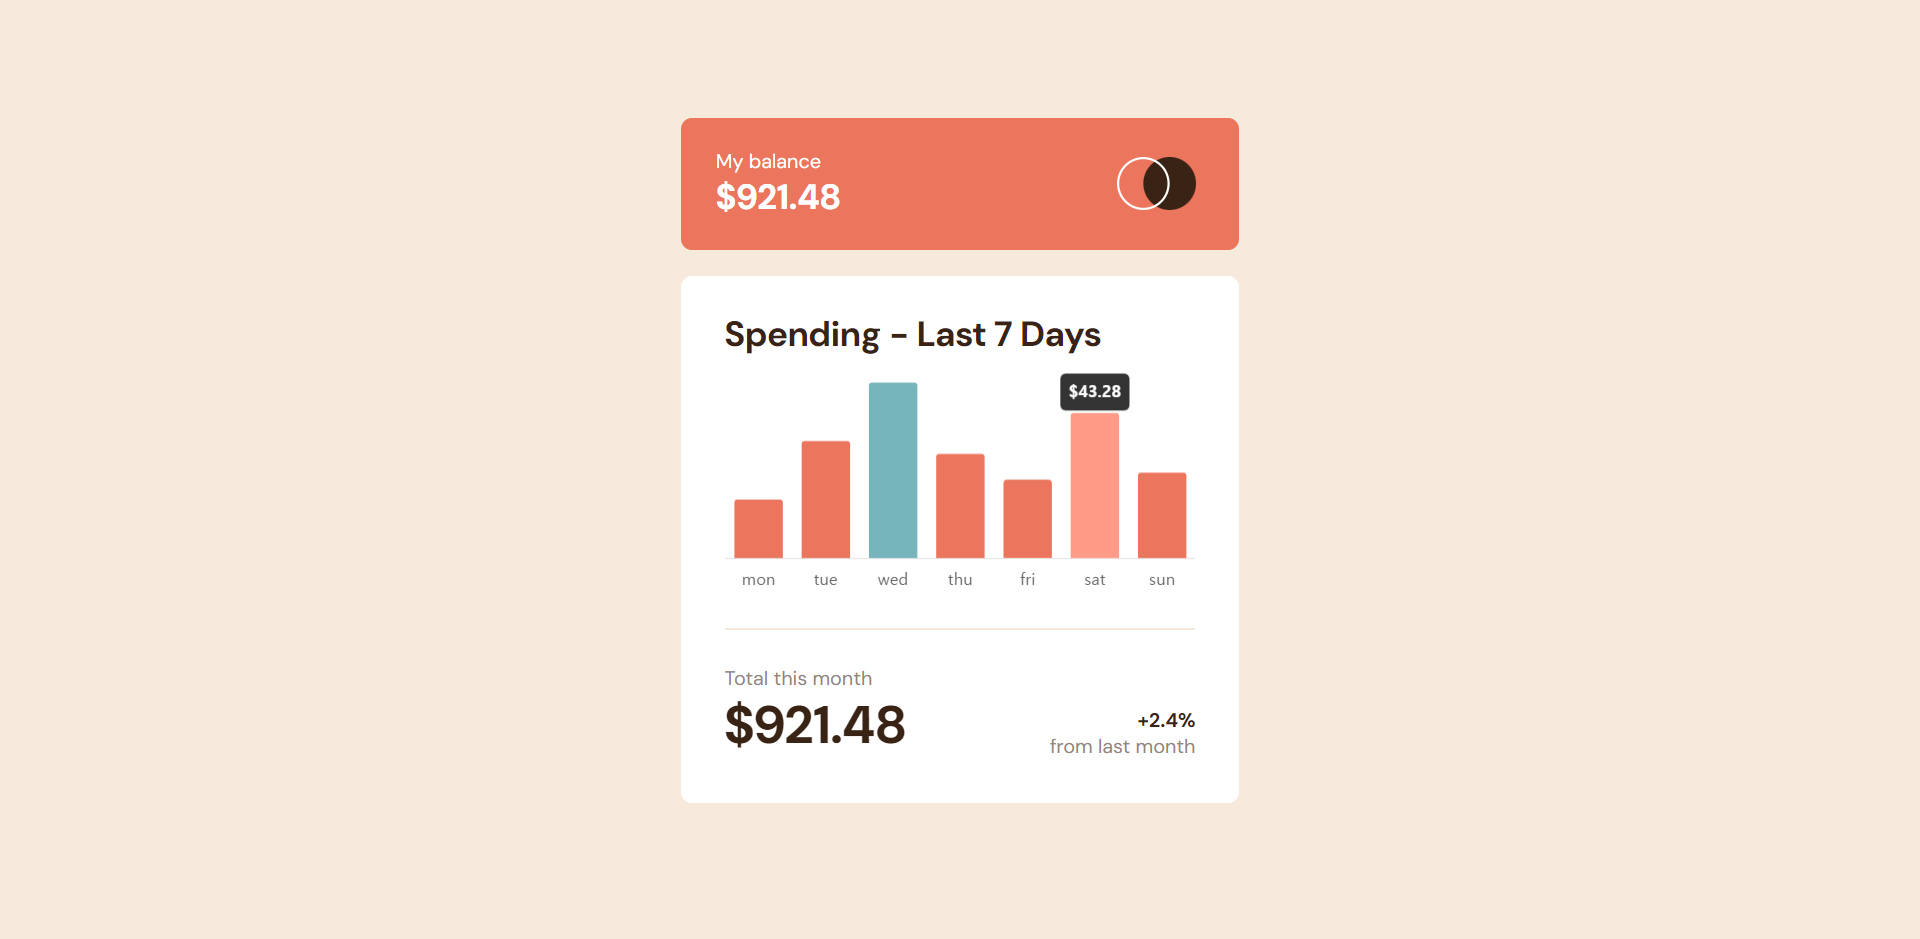 My balance
$921.48
Spending - Last 7 Days
$43.28
mon tue wed thu fri sat sun
Total this month
$921.48
+2.4%
from last month